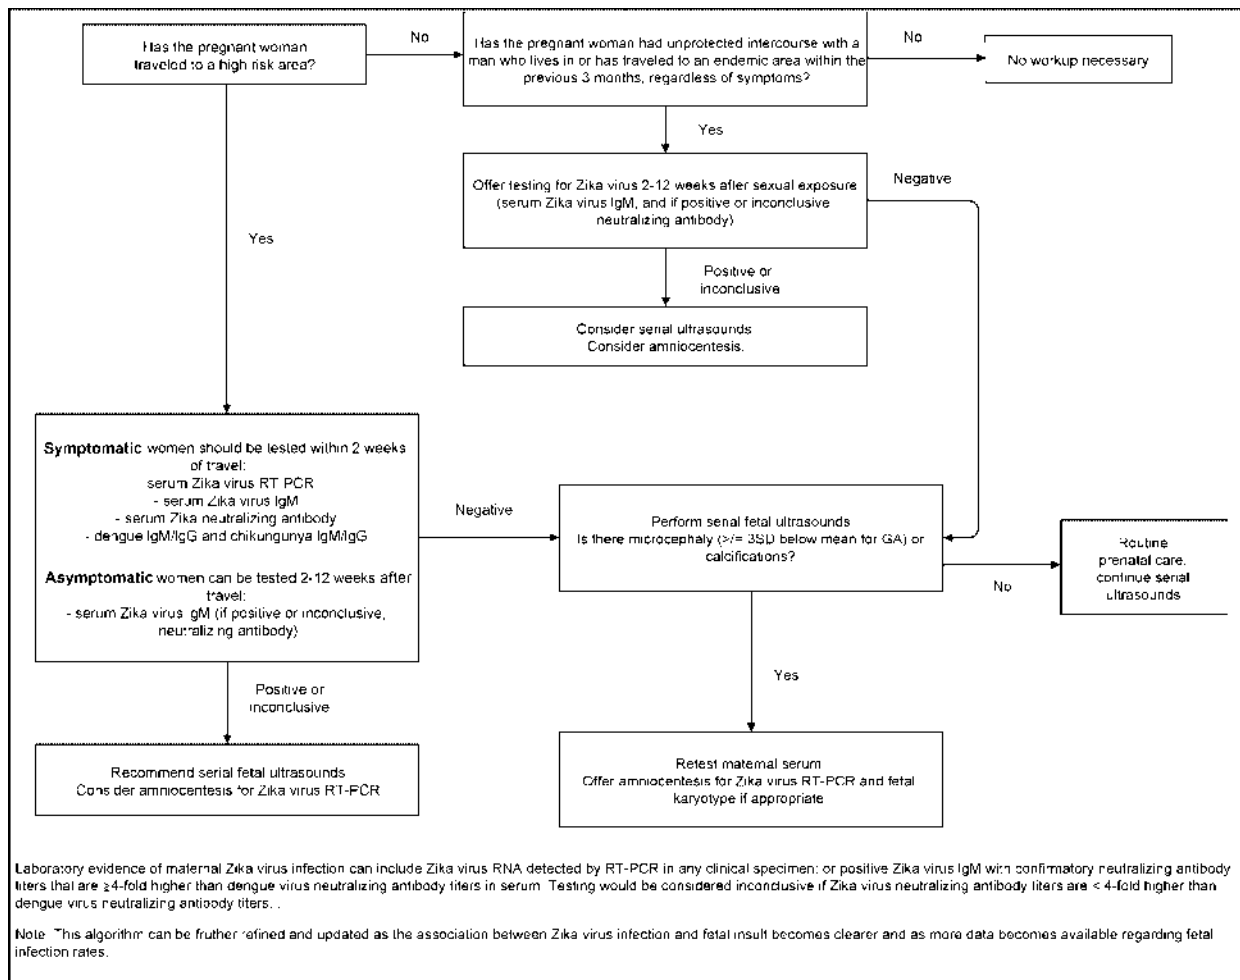 Has the pregnant woman
traveled to a high risk area?
No
Has the pregnant woman had unprotected intercourse with a
man who lives in or has traveled to an endemic area within the
previous 3 months, regardless of symptoms?
No
No workup necessary
Yes
Offer testing for Zika virus 2-12 weeks after sexual exposure
(serum Zika virus IgM, and if positive or inconclusive
neutralizing antibody)
Negative
Yes
Positive or
inconclusive
Consider serial ultrasounds
Consider amniocentesis.
Symptomatic women should be tested within 2 weeks
of travel:
serum Zika virus RT PCR
- serum Zika virus IgM
- serum Zika neutralizing antibody
- dengue IgM/IgG and chikungunya IgM/IgG
Asymptomatic women can be tested 2-12 weeks after
travel:
- serum Zika virus IgM (if positive or inconclusive,
neutralizing antibody)
Negative
Perform serial fetal ultrasounds
Is there microcephaly (>/= 3SD below mean for GA) or
calcifications?
No
Routine
prenatal care.
continue serial
ultrasounds
Positive or
inconclusive
Yes
Recommend serial fetal ultrasounds
Consider amniocentesis for Zika virus RT-PCR
Retest maternal serum
Offer amniocentesis for Zika virus RT-PCR and fetal
karyotype if appropriate
Laboratory evidence of maternal Zika virus infection can include Zika virus RNA detected by RT-PCR in any clinical specimen: or positive Zika virus IgM with confirmatory neutralizing antibody
titers that are ≥4-fold higher than dengue virus neutralizing antibody titers in serum. Testing would be considered inconclusive if Zika virus neutralizing antibody titers are < 4-fold higher than
dengue virus neutralizing antibody titers. .
Note: This algorithm can be fruther refined and updated as the association between Zika virus infection and fetal insult becomes clearer and as more data becomes available regarding fetal
infection rates.